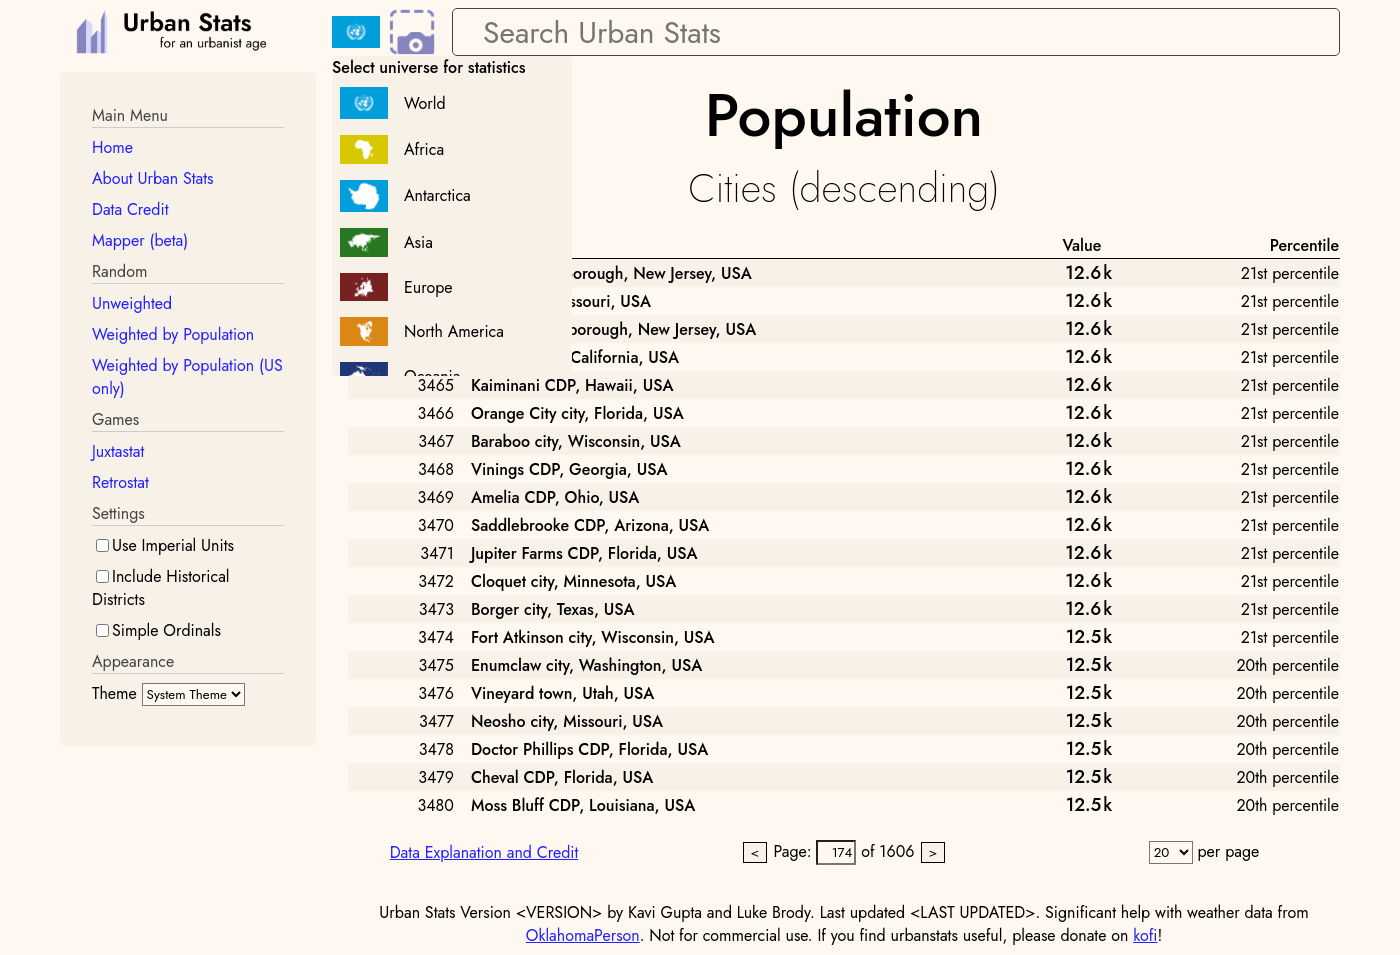 Urban Stats
for an urbanist age
Search Urban Stats
Select universe for statistics
World
Africa
Antarctica
Asia
Europe
North America
Oceania
Main Menu
Home
About Urban Stats
Data Credit
Mapper (beta)
Random
Unweighted
Weighted by Population
Weighted by Population (US
only)
Games
Juxtastat
Retrostat
Settings
Use Imperial Units
Include Historical
Districts
Simple Ordinals
Appearance
Theme System Theme
Population
Cities (descending)
Value Percentile
borough, New Jersey, USA 12.6k 21st percentile
ssouri, USA 12.6k 21st percentile
borough, New Jersey, USA 12.6k 21st percentile
California, USA 12.6k 21st percentile
3465 Kaiminani CDP, Hawaii, USA 12.6k 21st percentile
3466 Orange City city, Florida, USA 12.6k 21st percentile
3467 Baraboo city, Wisconsin, USA 12.6k 21st percentile
3468 Vinings CDP, Georgia, USA 12.6k 21st percentile
3469 Amelia CDP, Ohio, USA 12.6k 21st percentile
3470 Saddlebrooke CDP, Arizona, USA 12.6k 21st percentile
3471 Jupiter Farms CDP, Florida, USA 12.6k 21st percentile
3472 Cloquet city, Minnesota, USA 12.6k 21st percentile
3473 Borger city, Texas, USA 12.6k 21st percentile
3474 Fort Atkinson city, Wisconsin, USA 12.5k 21st percentile
3475 Enumclaw city, Washington, USA 12.5k 20th percentile
3476 Vineyard town, Utah, USA 12.5k 20th percentile
3477 Neosho city, Missouri, USA 12.5k 20th percentile
3478 Doctor Phillips CDP, Florida, USA 12.5k 20th percentile
3479 Cheval CDP, Florida, USA 12.5k 20th percentile
3480 Moss Bluff CDP, Louisiana, USA 12.5k 20th percentile
Data Explanation and Credit < Page: 174 of 1606 > 20 per page
Urban Stats Version <VERSION> by Kavi Gupta and Luke Brody. Last updated <LAST UPDATED>. Significant help with weather data from
OklahomaPerson. Not for commercial use. If you find urbanstats useful, please donate on kofi!